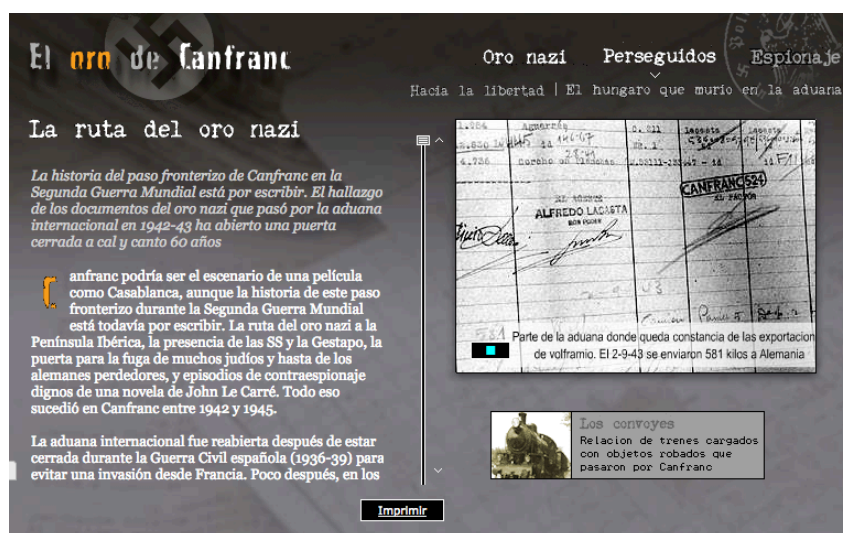 El oro de Canfranc
Oro nazi Perseguidos Espionaje
Hacia la libertad | El hungaro que murio en la aduana
La ruta del oro nazi
La historia del paso fronterizo de Canfranc en la
Segunda Guerra Mundial está por escribir. El hallazgo
de los documentos del oro nazi que pasó por la aduana
internacional en 1942-43 ha abierto una puerta
cerrada a cal y canto 60 años
Canfranc podría ser el escenario de una película
como Casablanca, aunque la historia de este paso
fronterizo durante la Segunda Guerra Mundial
está todavía por escribir. La ruta del oro nazi a la
Península Ibérica, la presencia de las SS y la Gestapo, la
puerta para la fuga de muchos judíos y hasta de los
alemanes perdedores, y episodios de contraespionaje
dignos de una novela de John Le Carré. Todo eso
sucedió en Canfranc entre 1942 y 1945.
La aduana internacional fue reabierta después de estar
cerrada durante la Guerra Civil española (1936-39) para
evitar una invasión desde Francia. Poco después, en los
Imprimir
CANFRANC 524
EL FACTOR
EL AGENTE
ALFREDO LACASTA
POR PODER
Parte de la aduana donde queda constancia de las exportacion
de volframio. El 2-9-43 se enviaron 581 kilos a Alemania
Los convoyes
Relacion de trenes cargados
con objetos robados que
pasaron por Canfranc